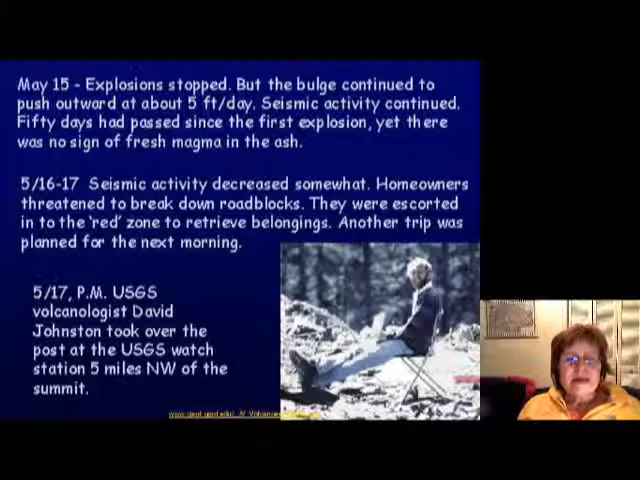 May 15 - Explosions stopped. But the bulge continued to
push outward at about 5 ft/day. Seismic activity continued.
Fifty days had passed since the first explosion, yet there
was no sign of fresh magma in the ash.
5/16-17 Seismic activity decreased somewhat. Homeowners
threatened to break down roadblocks. They were escorted
in to the ‘red’ zone to retrieve belongings. Another trip was
planned for the next morning.
5/17, P.M. USGS
volcanologist David
Johnston took over the
post at the USGS watch
station 5 miles NW of the
summit.